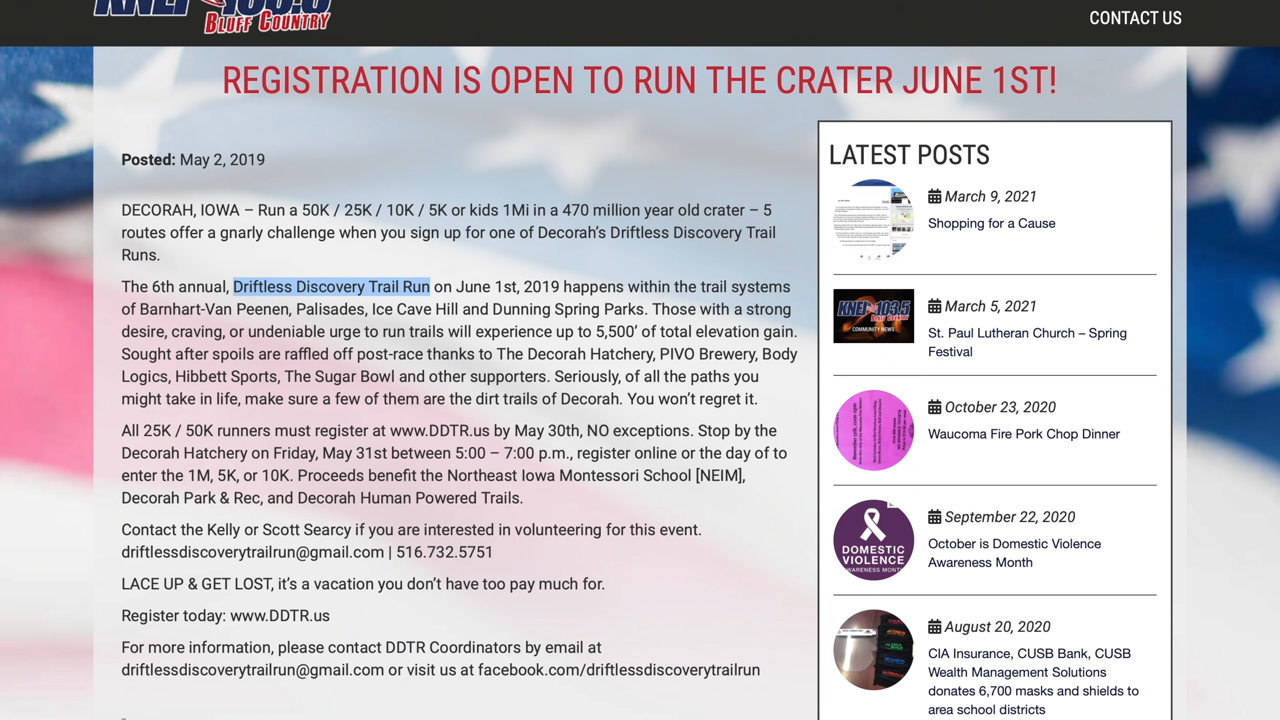 KNEI 103.5
BLUFF COUNTRY
CONTACT US
REGISTRATION IS OPEN TO RUN THE CRATER JUNE 1ST!
Posted: May 2, 2019
DECORAH, IOWA – Run a 50K / 25K / 10K / 5K or kids 1Mi in a 470 million year old crater – 5
routes offer a gnarly challenge when you sign up for one of Decorah's Driftless Discovery Trail
Runs.
The 6th annual, Driftless Discovery Trail Run on June 1st, 2019 happens within the trail systems
of Barnhart-Van Peenen, Palisades, Ice Cave Hill and Dunning Spring Parks. Those with a strong
desire, craving, or undeniable urge to run trails will experience up to 5,500’ of total elevation gain.
Sought after spoils are raffled off post-race thanks to The Decorah Hatchery, PIVO Brewery, Body
Logics, Hibbett Sports, The Sugar Bowl and other supporters. Seriously, of all the paths you
might take in life, make sure a few of them are the dirt trails of Decorah. You won’t regret it.
All 25K / 50K runners must register at www.DDTR.us by May 30th, NO exceptions. Stop by the
Decorah Hatchery on Friday, May 31st between 5:00 – 7:00 p.m., register online or the day of to
enter the 1M, 5K, or 10K. Proceeds benefit the Northeast Iowa Montessori School [NEIM],
Decorah Park & Rec, and Decorah Human Powered Trails.
Contact the Kelly or Scott Searcy if you are interested in volunteering for this event.
driftlessdiscoverytrailrun@gmail.com | 516.732.5751
LACE UP & GET LOST, it’s a vacation you don’t have too pay much for.
Register today: www.DDTR.us
For more information, please contact DDTR Coordinators by email at
driftlessdiscoverytrailrun@gmail.com or visit us at facebook.com/driftlessdiscoverytrailrun
LATEST POSTS
March 9, 2021
Shopping for a Cause
KNEI 103.5
COMMUNITY NEWS
March 5, 2021
St. Paul Lutheran Church – Spring
Festival
October 23, 2020
Waucoma Fire Pork Chop Dinner
DOMESTIC
VIOLENCE
AWARENESS MONTH
September 22, 2020
October is Domestic Violence
Awareness Month
August 20, 2020
CIA Insurance, CUSB Bank, CUSB
Wealth Management Solutions
donates 6,700 masks and shields to
area school districts